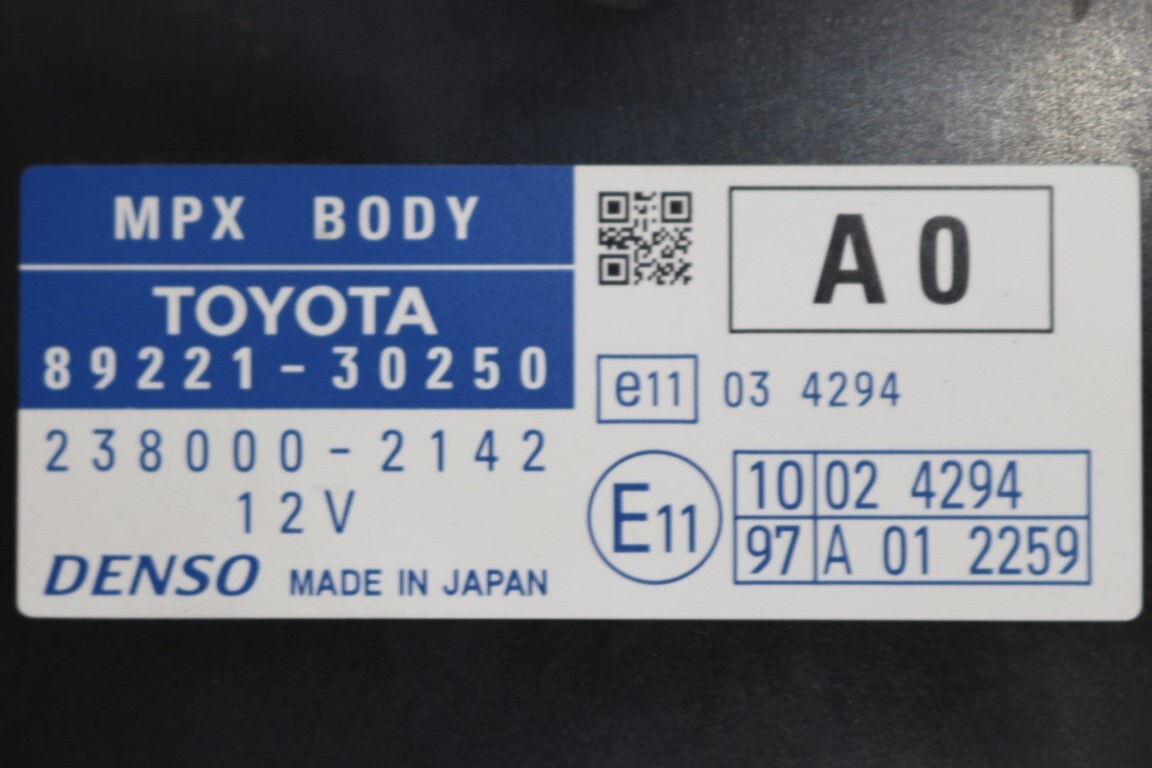 MPX BODY
TOYOTA
89221-30250
238000-2142
12V
DENSO MADE IN JAPAN
A0
e11 03 4294
E11
10 02 4294
97 A 01 2259